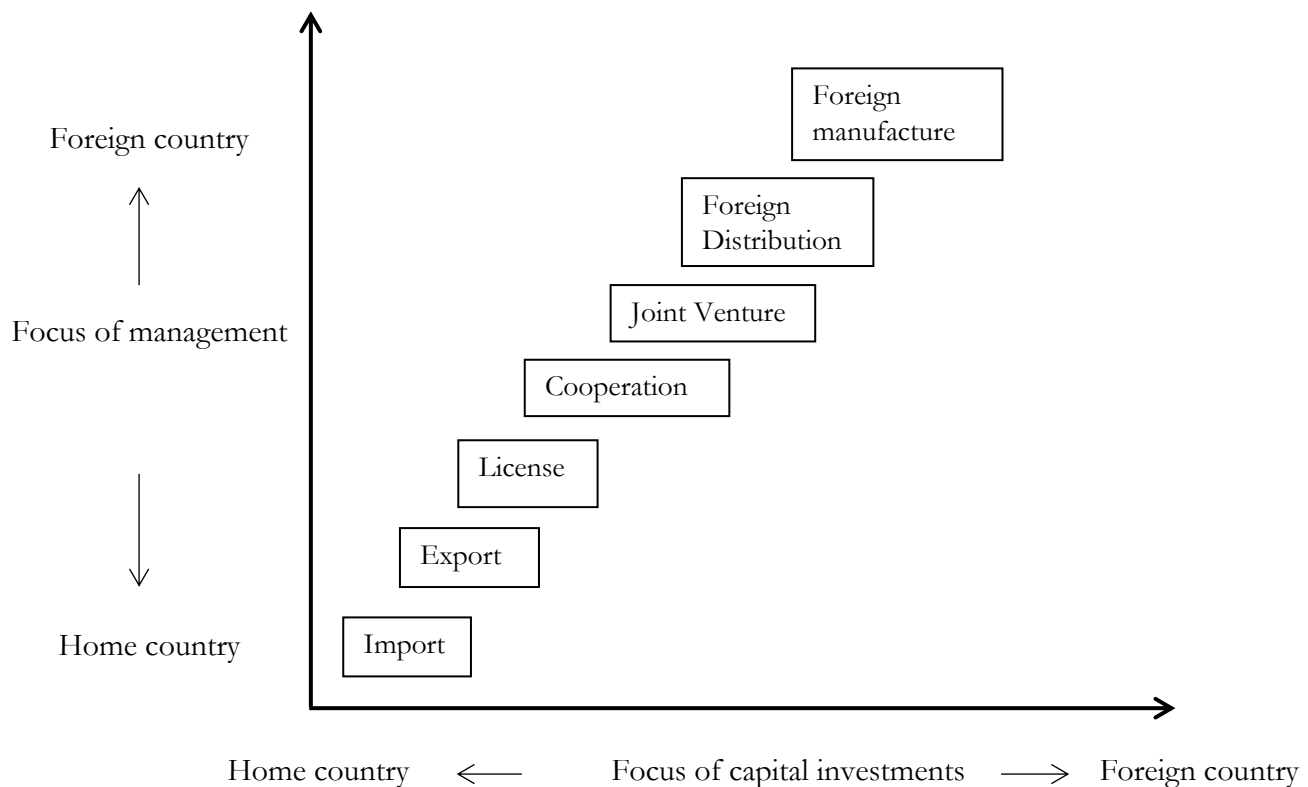 Foreign
manufacture
Foreign country
Foreign
Distribution
Joint Venture
Focus of management
Cooperation
License
Export
Home country
Import
Home country
Focus of capital investments
Foreign country